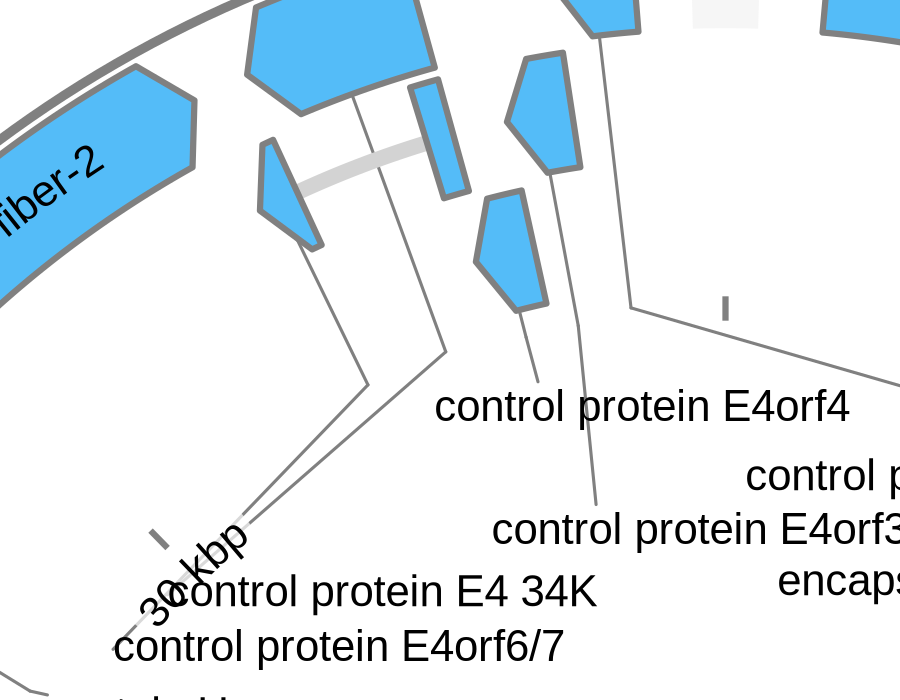 fiber-2
control protein E4orf4
control p
control protein E4orf3
encaps
30 kbp
control protein E4 34K
control protein E4orf6/7